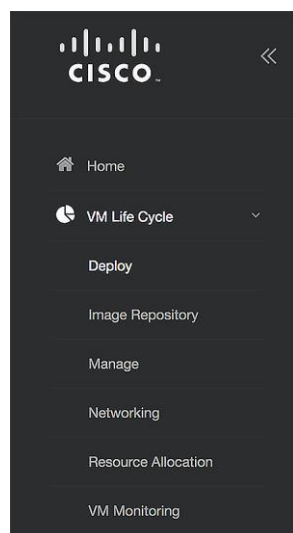 CISCO
Home
VM Life Cycle
Deploy
Image Repository
Manage
Networking
Resource Allocation
VM Monitoring